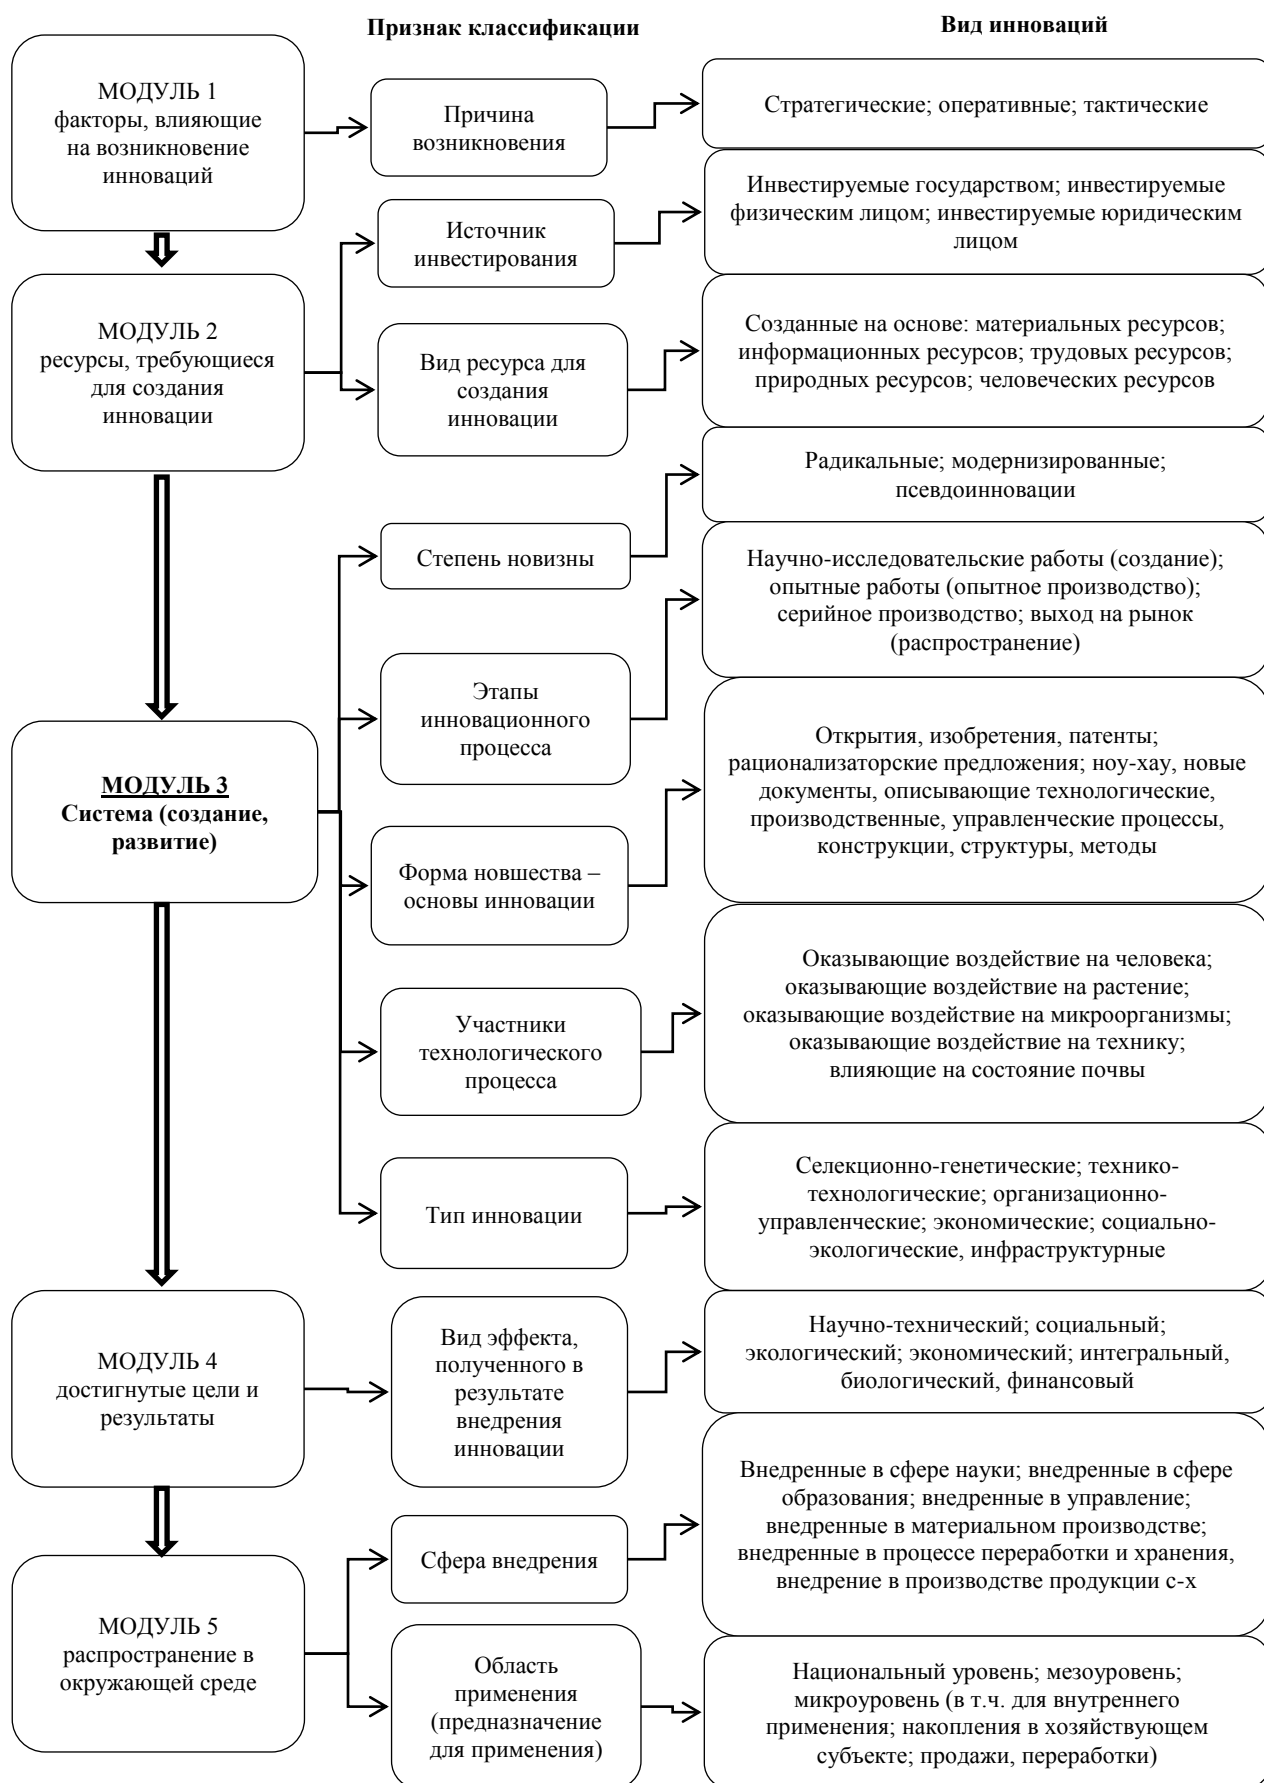 Признак классификации
Вид инноваций
МОДУЛЬ 1
факторы, влияющие
на возникновение
инноваций
Причина
возникновения
Стратегические; оперативные; тактические
МОДУЛЬ 2
ресурсы, требующиеся
для создания
инновации
Источник
инвестирования
Инвестируемые государством; инвестируемые
физическим лицом; инвестируемые юридическим
лицом
Вид ресурса для
создания
инновации
Созданные на основе: материальных ресурсов;
информационных ресурсов; трудовых ресурсов;
природных ресурсов; человеческих ресурсов
МОДУЛЬ 3
Система (создание,
развитие)
Степень новизны
Радикальные; модернизированные;
псевдоинновации
Этапы
инновационного
процесса
Научно-исследовательские работы (создание);
опытные работы (опытное производство);
серийное производство; выход на рынок
(распространение)
Форма новшества –
основы инновации
Открытия, изобретения, патенты;
рационализаторские предложения; ноу-хау, новые
документы, описывающие технологические,
производственные, управленческие процессы,
конструкции, структуры, методы
Участники
технологического
процесса
Оказывающие воздействие на человека;
оказывающие воздействие на растение;
оказывающие воздействие на микроорганизмы;
оказывающие воздействие на технику;
влияющие на состояние почвы
Тип инновации
Селекционно-генетические; технико-
технологические; организационно-
управленческие; экономические; социально-
экологические, инфраструктурные
МОДУЛЬ 4
достигнутые цели и
результаты
Вид эффекта,
полученного в
результате
внедрения
инновации
Научно-технический; социальный;
экологический; экономический; интегральный,
биологический, финансовый
МОДУЛЬ 5
распространение в
окружающей среде
Сфера внедрения
Внедренные в сфере науки; внедренные в сфере
образования; внедренные в управление;
внедренные в материальном производстве;
внедренные в процессе переработки и хранения,
внедрение в производстве продукции с-х
Область
применения
(предназначение
для применения)
Национальный уровень; мезоуровень;
микроуровень (в т.ч. для внутреннего
применения; накопления в хозяйствующем
субъекте; продажи, переработки)